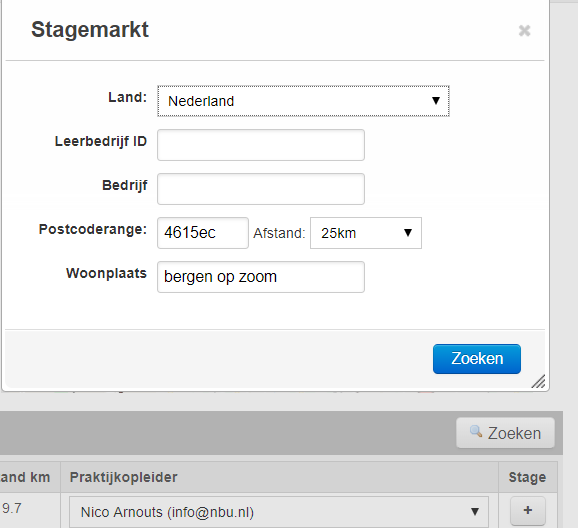 Stagemarkt
Land: Nederland
Leerbedrijf ID
Bedrijf
Postcoderange: 4615ec Afstand: 25km
Woonplaats bergen op zoom
Zoeken
Zoeken
and km Praktijkopleider Stage
9.7 Nico Arnouts (info@nbu.nl) +